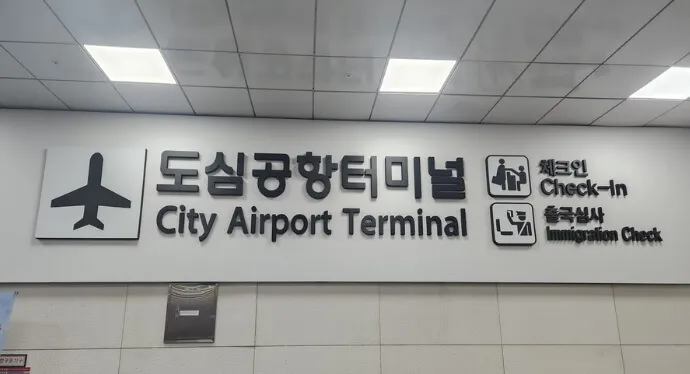 도심공항터미널
City Airport Terminal
체크인
Check-in
출국심사
Immigration Check